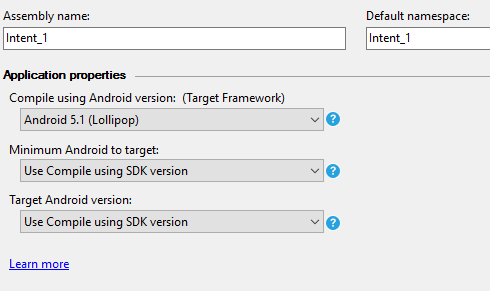 Assembly name: Default namespace:
Intent_1 Intent_1
Application properties
Compile using Android version: (Target Framework)
Android 5.1 (Lollipop) ?
Minimum Android to target:
Use Compile using SDK version ?
Target Android version:
Use Compile using SDK version ?
Learn more